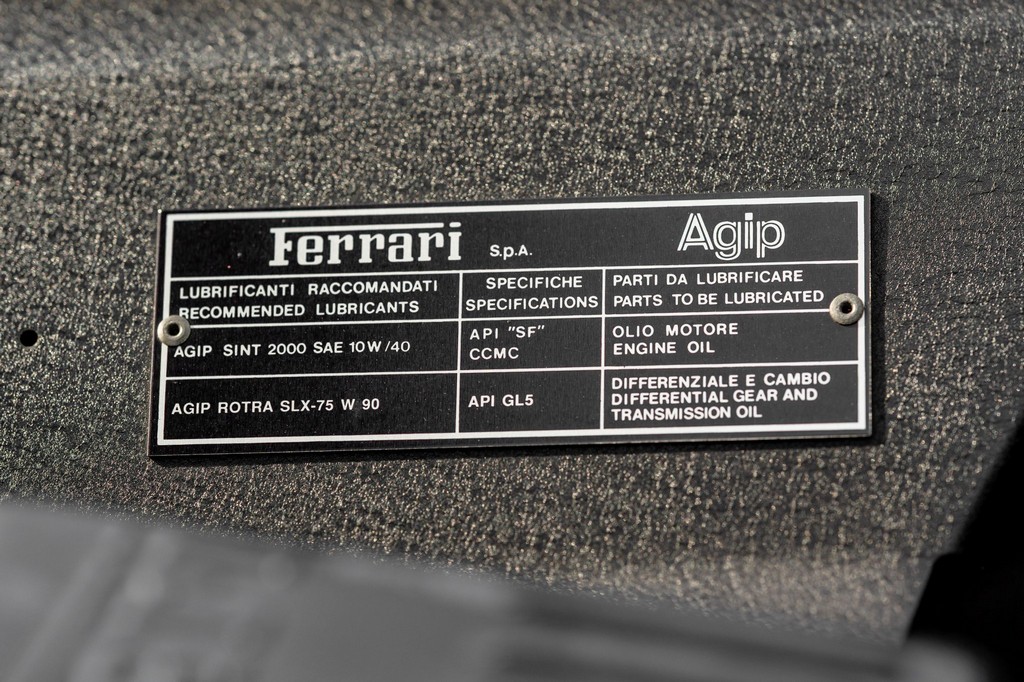 Ferrari S.p.A. Agip
LUBRIFICANTI RACCOMANDATI
RECOMMENDED LUBRICANTS
SPECIFICHE
SPECIFICATIONS
PARTI DA LUBRIFICARE
PARTS TO BE LUBRICATED
AGIP SINT 2000 SAE 10W/40
API "SF"
CCMC
OLIO MOTORE
ENGINE OIL
AGIP ROTRA SLX-75 W 90
API GL5
DIFFERENZIALE E CAMBIO
DIFFERENTIAL GEAR AND
TRANSMISSION OIL